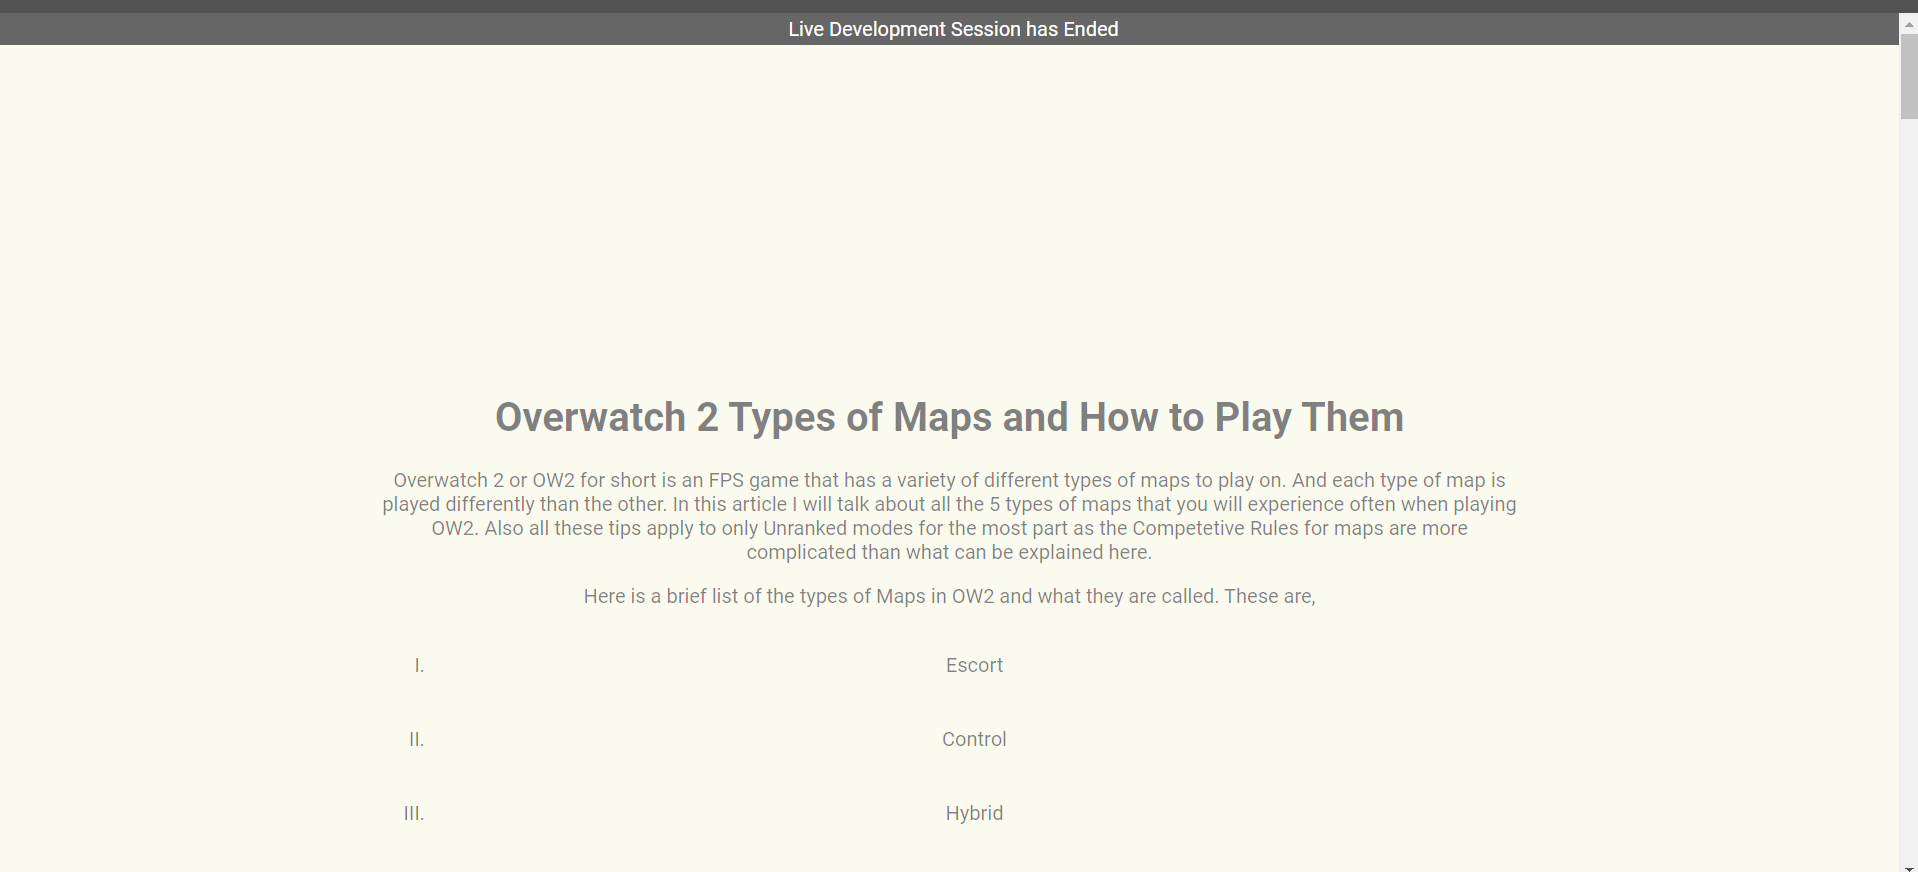 Live Development Session has Ended
Overwatch 2 Types of Maps and How to Play Them
Overwatch 2 or OW2 for short is an FPS game that has a variety of different types of maps to play on. And each type of map is
played differently than the other. In this article I will talk about all the 5 types of maps that you will experience often when playing
OW2. Also all these tips apply to only Unranked modes for the most part as the Competetive Rules for maps are more
complicated than what can be explained here.
Here is a brief list of the types of Maps in OW2 and what they are called. These are,
I. Escort
II. Control
III. Hybrid